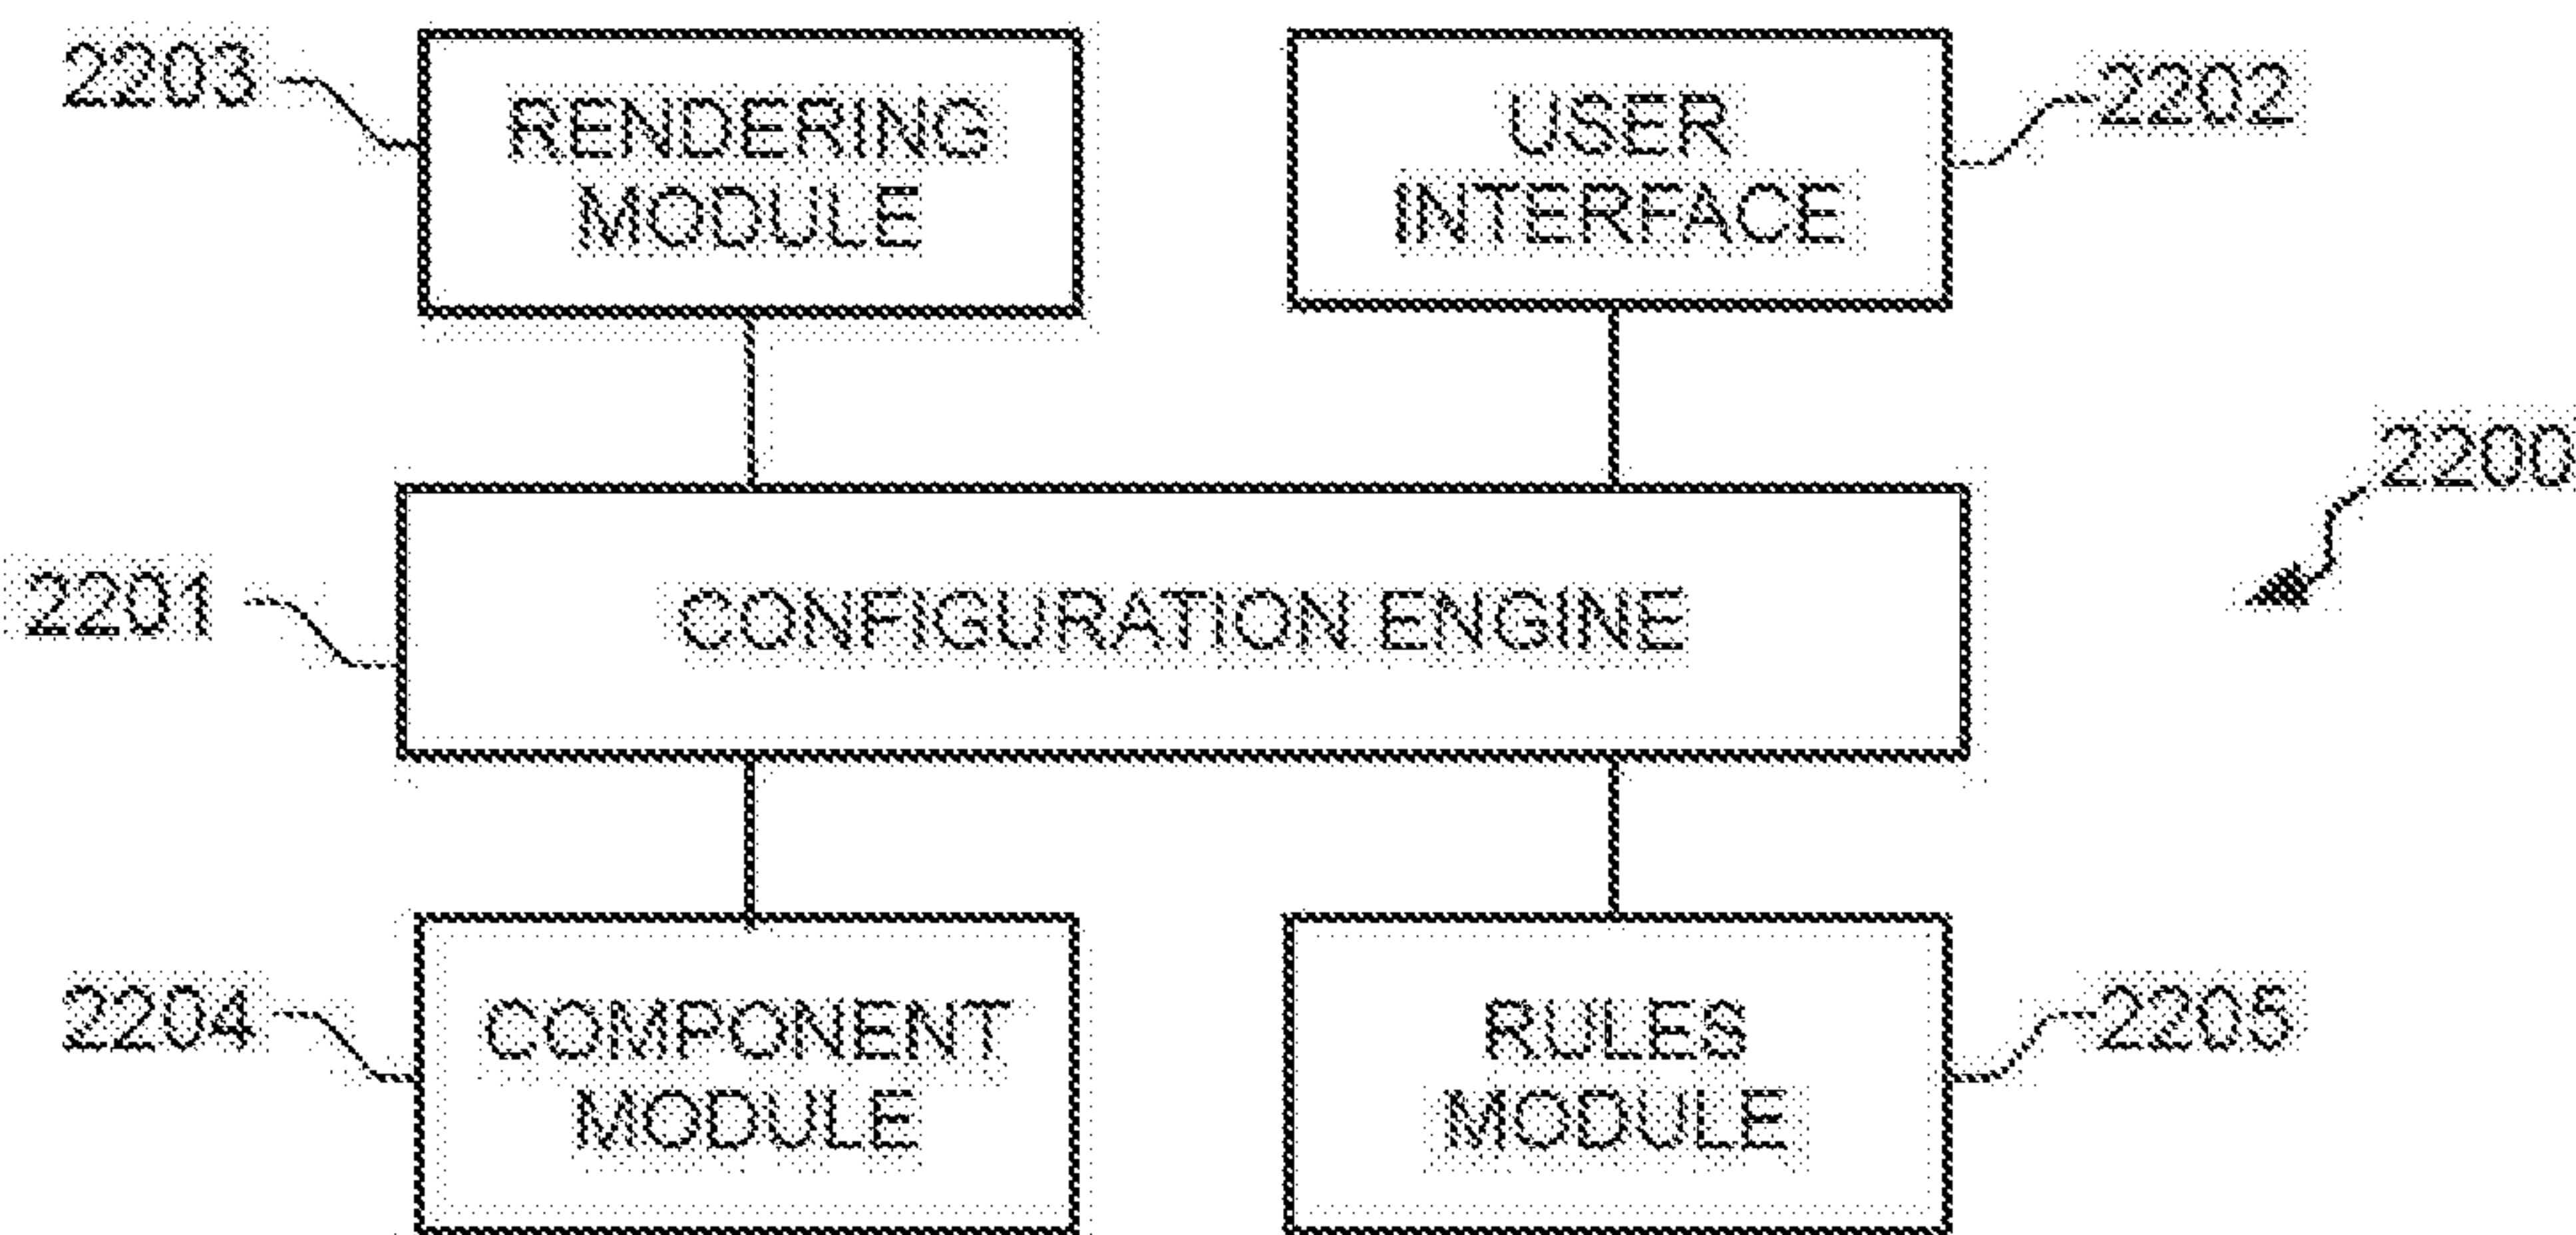 2203
RENDERING
MODULE
USER
INTERFACE
2202
2200
2201
CONFIGURATION ENGINE
2204
COMPONENT
MODULE
RULES
MODULE
2205